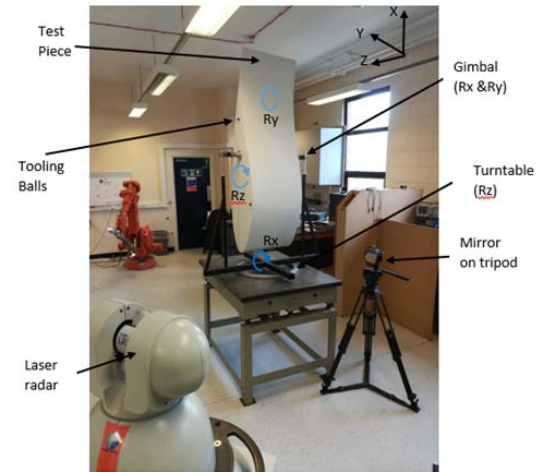 Test
Piece
X
Y
Z
Gimbal
(Rx &Ry)
Ry
Tooling
Balls
Rz
Turntable
(Rz)
Rx
Mirror
on tripod
Laser
radar